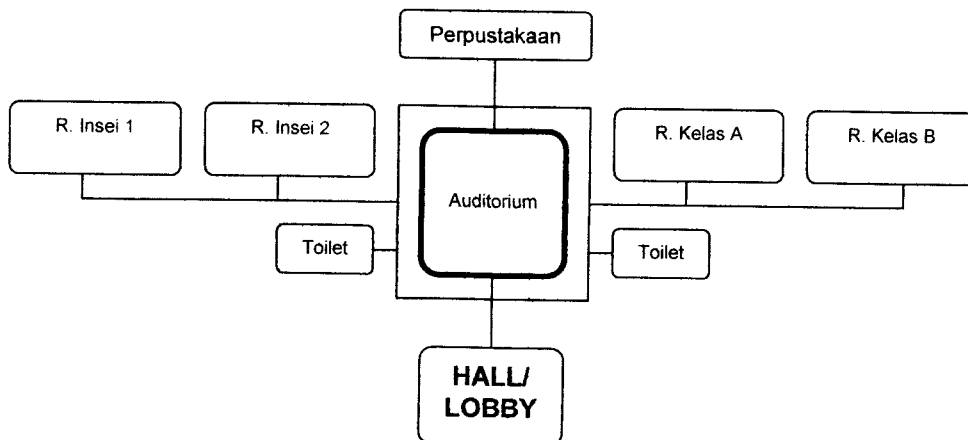 Perpustakaan
R. Insei 1
R. Insei 2
R. Kelas A
R. Kelas B
Auditorium
Toilet
Toilet
HALL/
LOBBY